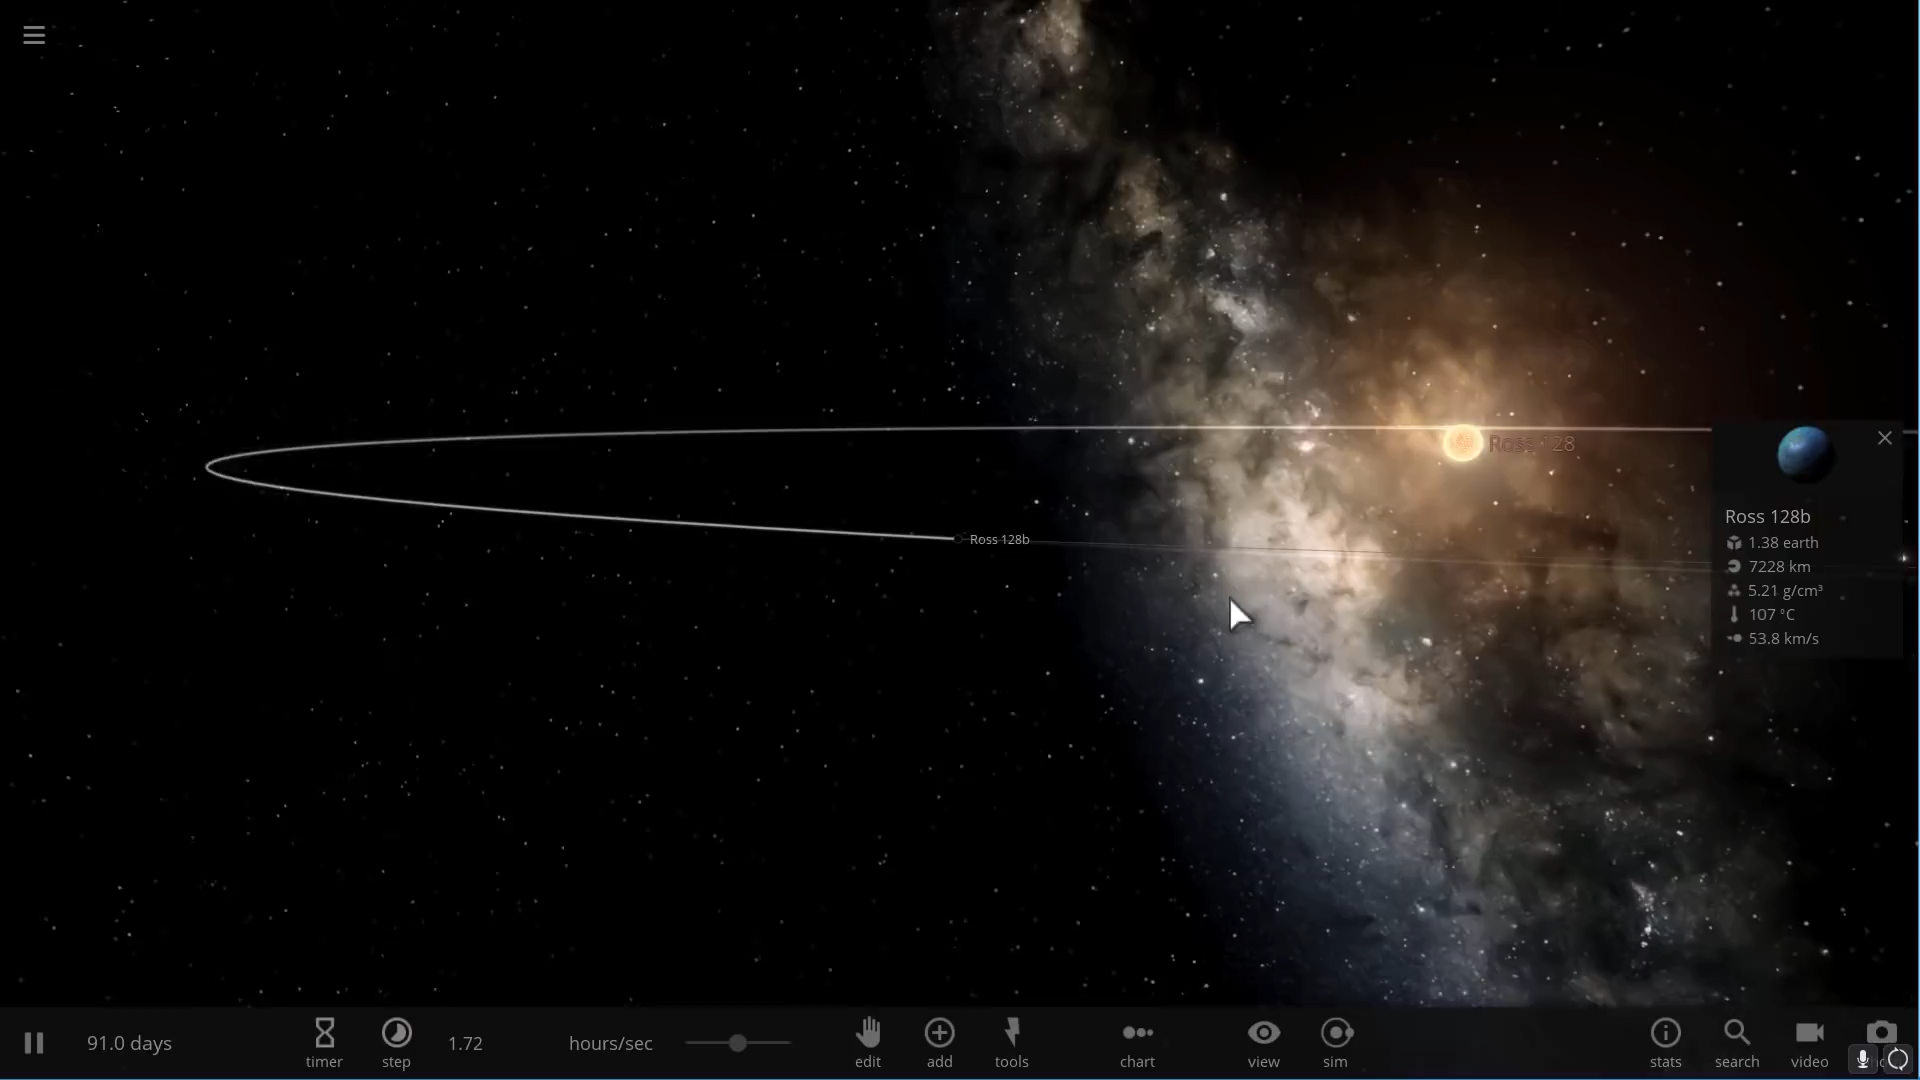 Ross 128
Ross 128b
Ross 128b
1.38 earth
7228 km
5.21 g/cm³
107 °C
53.8 km/s
91.0 days
timer
step
1.72
hours/sec
edit
add
tools
chart
view
sim
stats
search
video